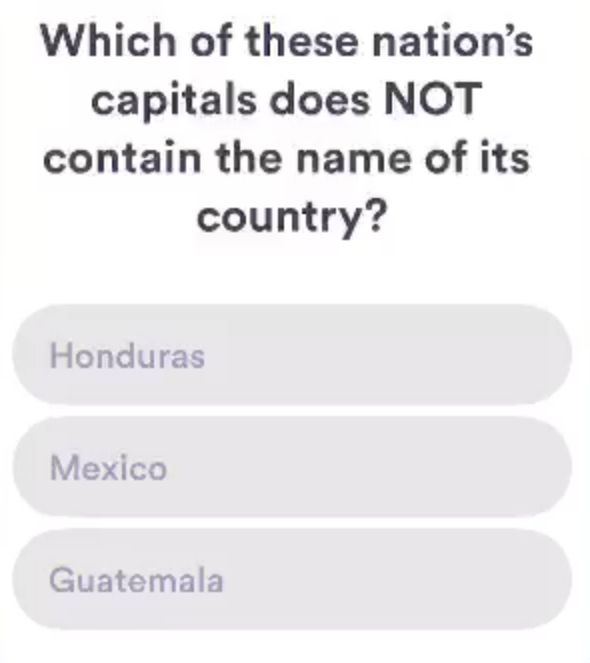 Which of these nation’s
capitals does NOT
contain the name of its
country?
Honduras
Mexico
Guatemala